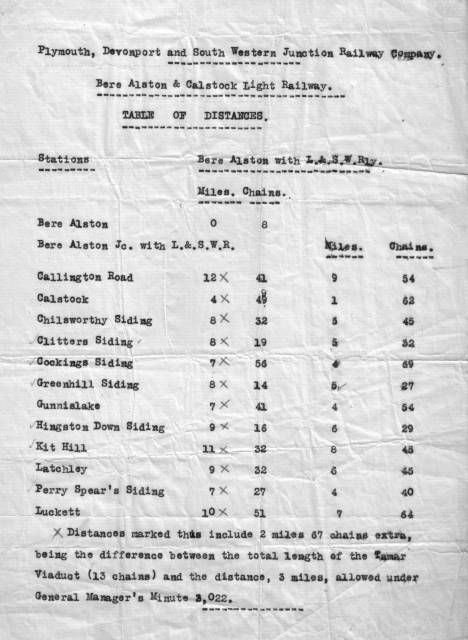 Plymouth, Devonport and South Western Junction Railway Company.
Bere Alston & Calstock Light Railway.
TABLE OF DISTANCES.
Stations Bere Alston with L.&.S.W.Rly.
Miles. Chains.
Bere Alston 0 8
Bere Alston Jc. with L.&.S.W.R. Miles. Chains.
Callington Road 12 X 41 9 54
Calstock 4 X 49 1 62
Chilsworthy Siding 8 X 32 5 45
Clitters Siding 8 X 19 5 32
Cockings Siding 7 X 56 4 69
Greenhill Siding 8 X 14 5 27
Gunnislake 7 X 41 4 54
Hingston Down Siding 9 X 16 6 29
Kit Hill 11 X 32 8 45
Latchley 9 X 32 6 45
Perry Spear's Siding 7 X 27 4 40
Luckett 10 X 51 7 64
X Distances marked thus include 2 miles 67 chains extra,
being the difference between the total length of the Tamar
Viaduct (13 chains) and the distance, 3 miles, allowed under
General Manager's Minute 3,022.